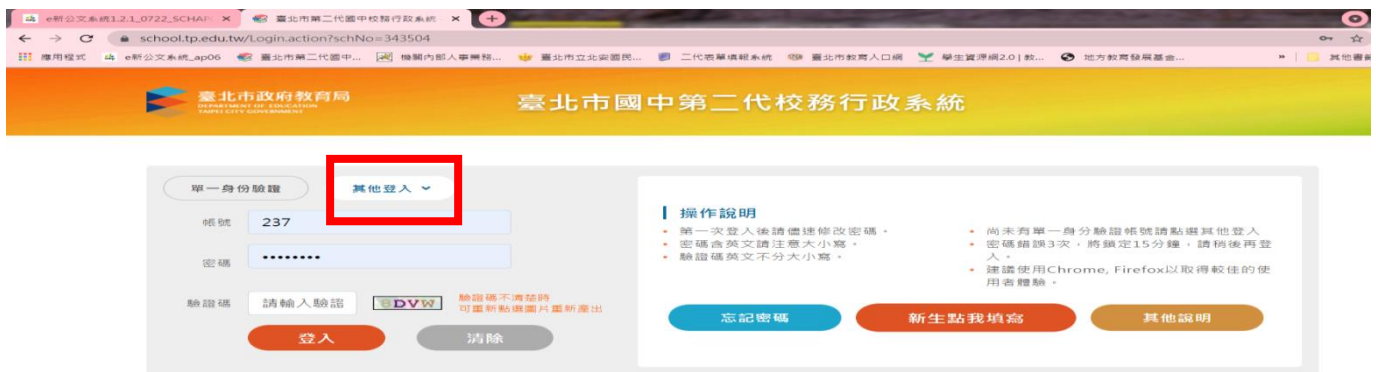 e新公文系統1.2.1_0722_SCHAP
臺北市第二代國中校務行政系統
school.tp.edu.tw/Login.action?schNo=343504
應用程式 e新公文系統_ap06 臺北市第二代國中... 機關內部人事業務... 臺北市立北安國民... 二代表單填報系統 臺北市教育人口網 學生資源網2.0 | 教... 地方教育發展基金... » 其他書籤
臺北市政府教育局
DEPARTMENT OF EDUCATION
TAIPEI CITY GOVERNMENT
臺北市國中第二代校務行政系統
單一身份驗證 其他登入
帳號 237
密碼 ••••••••
驗證碼 請輸入驗證
驗證碼不清楚時
可重新點選圖片重新產出
登入 清除
操作說明
第一次登入後請儘速修改密碼。
密碼含英文請注意大小寫。
驗證碼英文不分大小寫。
尚未有單一身分驗證帳號請點選其他登入
密碼錯誤3次，將鎖定15分鐘，請稍後再登
入。
建議使用Chrome, Firefox以取得較佳的使
用者體驗。
忘記密碼 新生點我填寫 其他說明